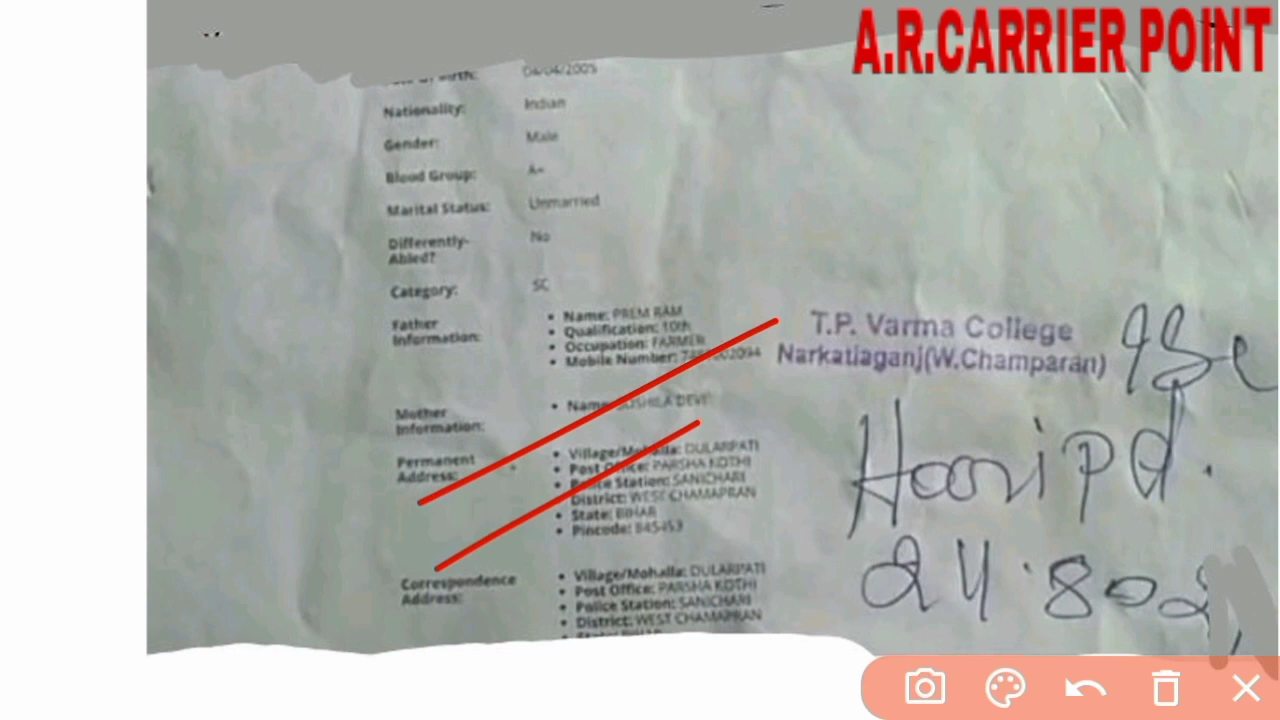 A.R.CARRIER POINT
04/04/2005
Nationality: Indian
Gender: Male
Blood Group: A+
Marital Status: Unmarried
Differently-Abled? No
Category: SC
Father Information:
• Name: PREM RAM
• Qualification: 10th
• Occupation: FARMER
• Mobile Number:
Mother Information:
• Name: DEVI
Permanent Address:
• Village/Mohalla: DULARPATI
• Post Office: PARSHA KOTHI
• Police Station: SANICHARI
District: WEST CHAMAPRAN
• State: BIHAR
• Pincode: 845453
Correspondence Address:
• Village/Mohalla: DULARPATI
• Post Office: PARSHA KOTHI
• Police Station: SANICHARI
• District: WEST CHAMAPRAN
T.P. Varma College
Narkatiaganj(W.Champaran)